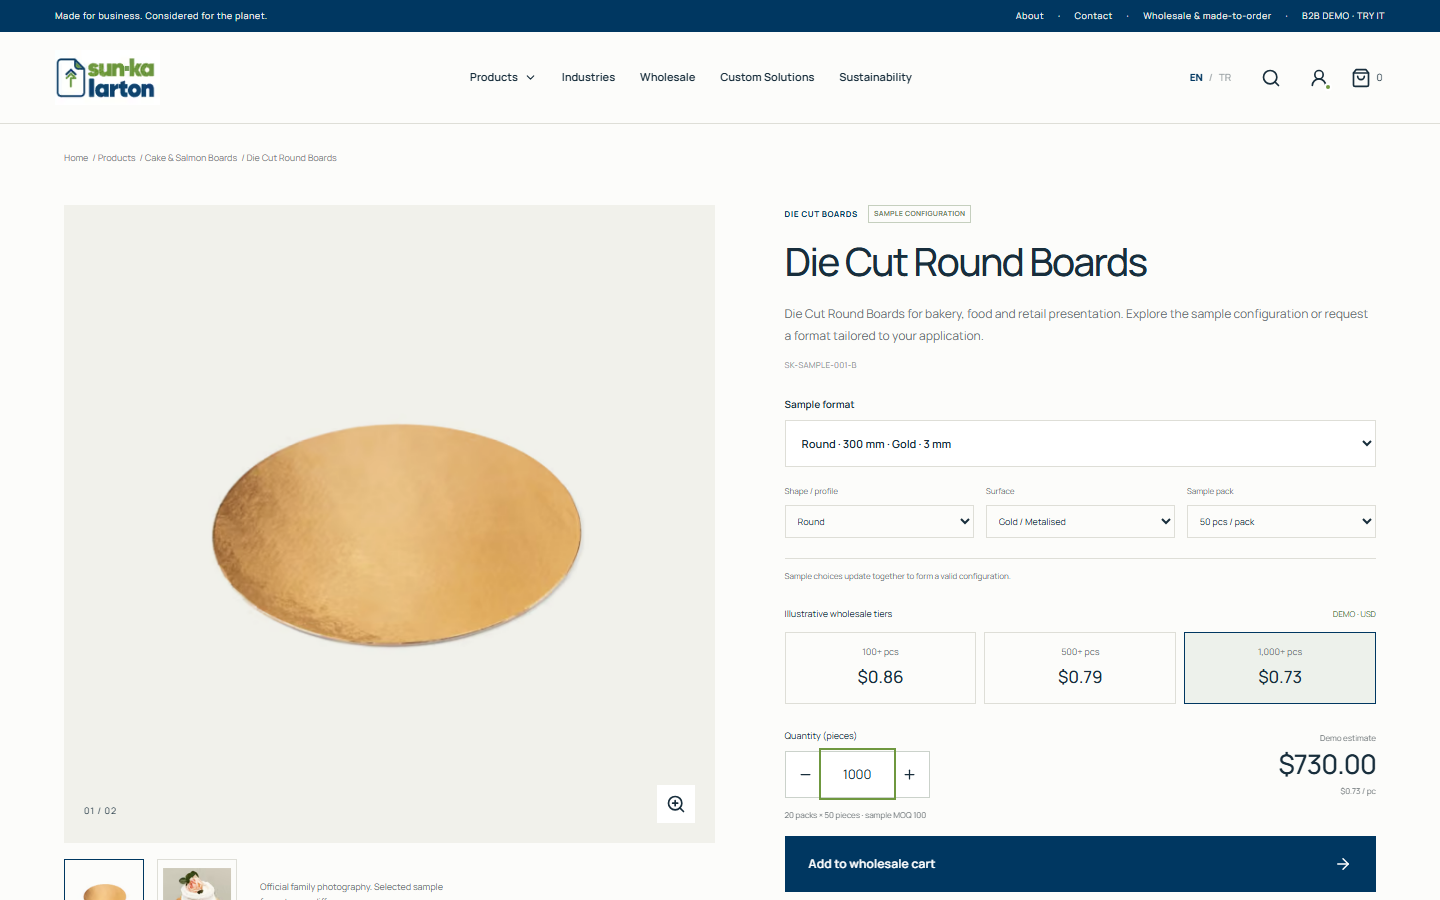 Made for business. Considered for the planet.
About · Contact · Wholesale & made-to-order · B2B DEMO · TRY IT
sun-ka
larton
Products Industries Wholesale Custom Solutions Sustainability
EN / TR
0
Home / Products / Cake & Salmon Boards / Die Cut Round Boards
DIE CUT BOARDS SAMPLE CONFIGURATION
Die Cut Round Boards
Die Cut Round Boards for bakery, food and retail presentation. Explore the sample configuration or request
a format tailored to your application.
SK-SAMPLE-001-B
Sample format
Round · 300 mm · Gold · 3 mm
Shape / profile Surface Sample pack
Round Gold / Metalised 50 pcs / pack
Sample choices update together to form a valid configuration.
Illustrative wholesale tiers DEMO · USD
100+ pcs 500+ pcs 1,000+ pcs
$0.86 $0.79 $0.73
Quantity (pieces) Demo estimate
− 1000 + $730.00
$0.73 / pc
20 packs × 50 pieces · sample MOQ 100
Add to wholesale cart
01 / 02
Official family photography. Selected sample